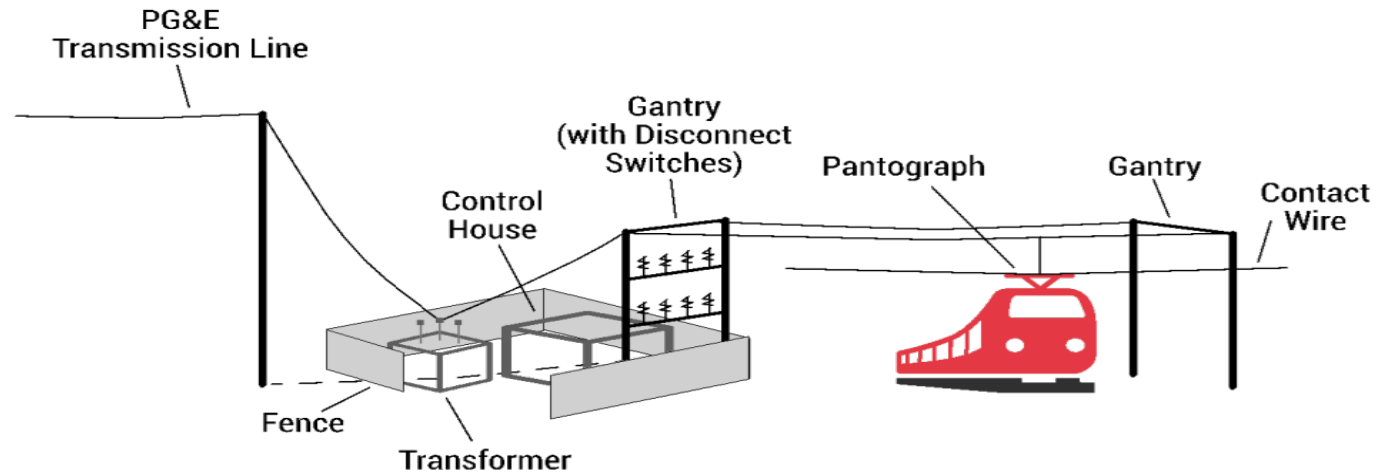 PG&E
Transmission Line
Gantry
(with Disconnect
Switches)
Control
House
Pantograph
Gantry
Contact
Wire
Fence
Transformer